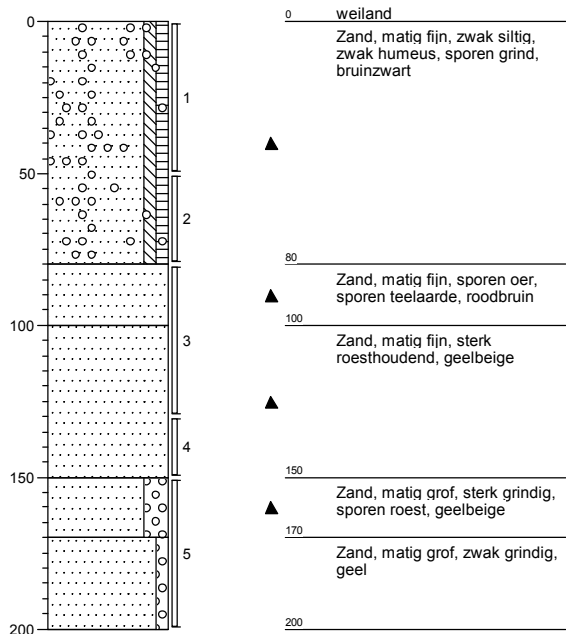 0
50
100
150
200
1
2
3
4
5
0 weiland
Zand, matig fijn, zwak siltig,
zwak humeus, sporen grind,
bruinzwart
80
Zand, matig fijn, sporen oer,
sporen teelaarde, roodbruin
100
Zand, matig fijn, sterk
roesthoudend, geelbeige
150
Zand, matig grof, sterk grindig,
sporen roest, geelbeige
170
Zand, matig grof, zwak grindig,
geel
200